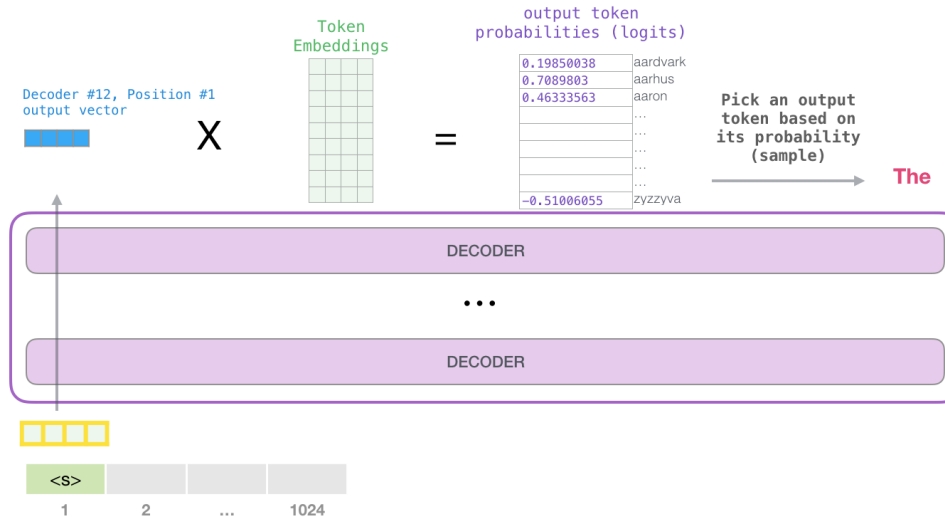 output token
probabilities (logits)
Token
Embeddings
Decoder #12, Position #1
output vector
X
=
0.19850038 aardvark
0.7089803 aarhus
0.46333563 aaron
...
...
...
...
...
-0.51006055 zyzzyva
Pick an output
token based on
its probability
(sample)
The
DECODER
...
DECODER
<s>
1 2 ... 1024